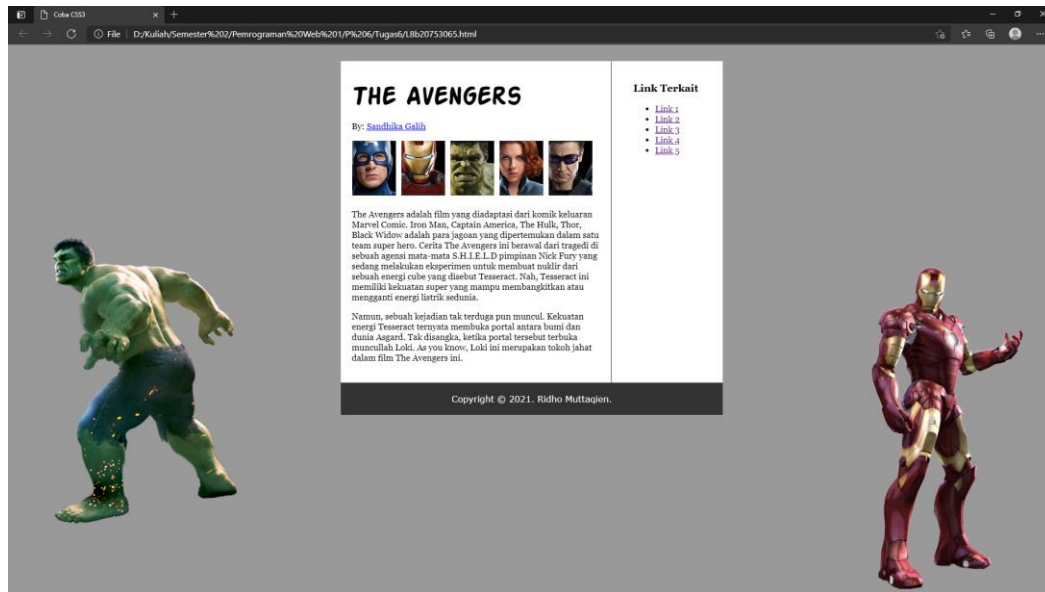 Coba CSS3
File D:/Kuliah/Semester%202/Pemrograman%20Web%201/P%206/Tugas6/L8b20753065.html
THE AVENGERS
By: Sandhika Galih
The Avengers adalah film yang diadaptasi dari komik keluaran
Marvel Comic. Iron Man, Captain America, The Hulk, Thor,
Black Widow adalah para jagoan yang dipertemukan dalam satu
team super hero. Cerita The Avengers ini berawal dari tragedi di
sebuah agensi mata-mata S.H.I.E.L.D pimpinan Nick Fury yang
sedang melakukan eksperimen untuk membuat nuklir dari
sebuah energi cube yang disebut Tesseract. Nah, Tesseract ini
memiliki kekuatan super yang mampu membangkitkan atau
mengganti energi listrik sedunia.
Namun, sebuah kejadian tak terduga pun muncul. Kekuatan
energi Tesseract ternyata membuka portal antara bumi dan
dunia Asgard. Tak disangka, ketika portal tersebut terbuka
muncullah Loki. As you know, Loki ini merupakan tokoh jahat
dalam film The Avengers ini.
Link Terkait
Link 1
Link 2
Link 3
Link 4
Link 5
Copyright © 2021. Ridho Muttaqien.